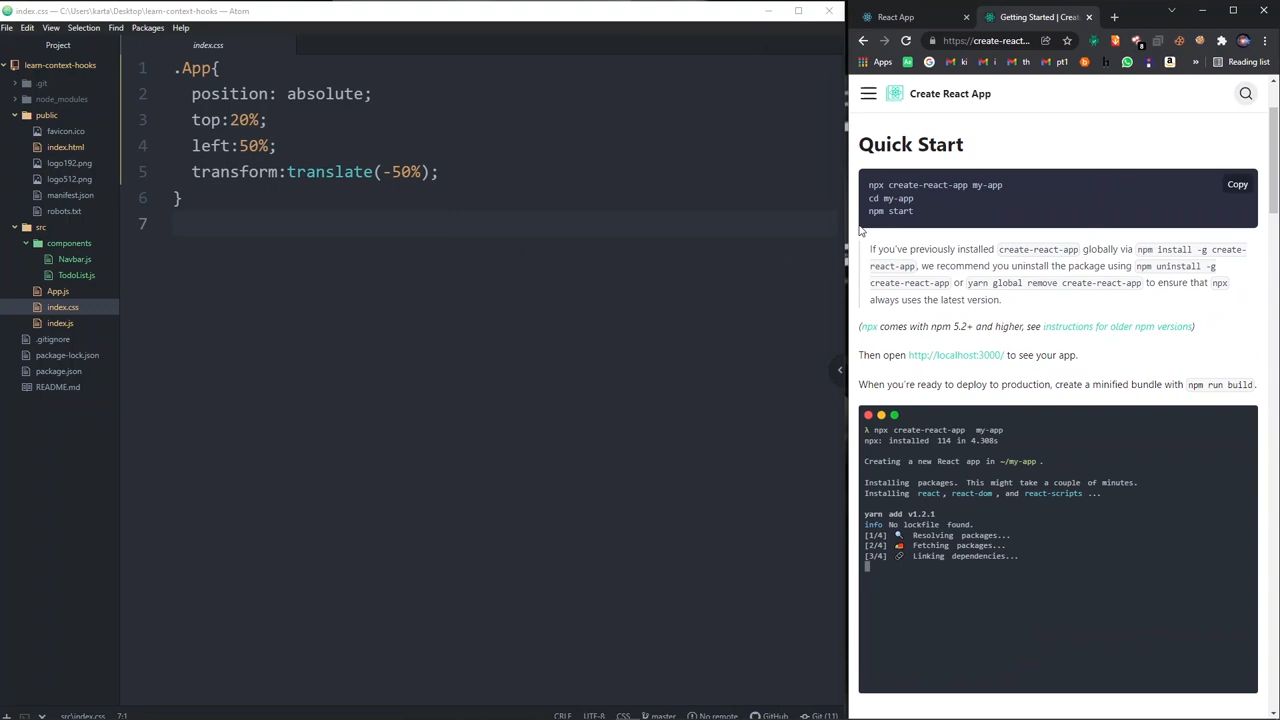 index.css — C:\Users\karta\Desktop\learn-context-hooks — Atom
File Edit View Selection Find Packages Help
Project
learn-context-hooks
.git
node_modules
public
favicon.ico
index.html
logo192.png
logo512.png
manifest.json
robots.txt
src
components
Navbar.js
TodoList.js
App.js
index.css
index.js
.gitignore
package-lock.json
package.json
README.md
index.css
1 .App{
2 position: absolute;
3 top:20%;
4 left:50%;
5 transform:translate(-50%);
6 }
7
src\index.css 7:1 CRLF UTF-8 CSS master No remote GitHub Git (11)
React App
Getting Started | Creat
https://create-react...
8
Apps ki i th pt1 Reading list
Create React App
Quick Start
npx create-react-app my-app
cd my-app
npm start
Copy
If you've previously installed create-react-app globally via npm install -g create-
react-app, we recommend you uninstall the package using npm uninstall -g
create-react-app or yarn global remove create-react-app to ensure that npx
always uses the latest version.
(npx comes with npm 5.2+ and higher, see instructions for older npm versions)
Then open http://localhost:3000/ to see your app.
When you're ready to deploy to production, create a minified bundle with npm run build.
λ npx create-react-app my-app
npx: installed 114 in 4.308s
Creating a new React app in ~/my-app .
Installing packages. This might take a couple of minutes.
Installing react, react-dom, and react-scripts ...
yarn add v1.2.1
info No lockfile found.
[1/4] Resolving packages...
[2/4] Fetching packages...
[3/4] Linking dependencies...